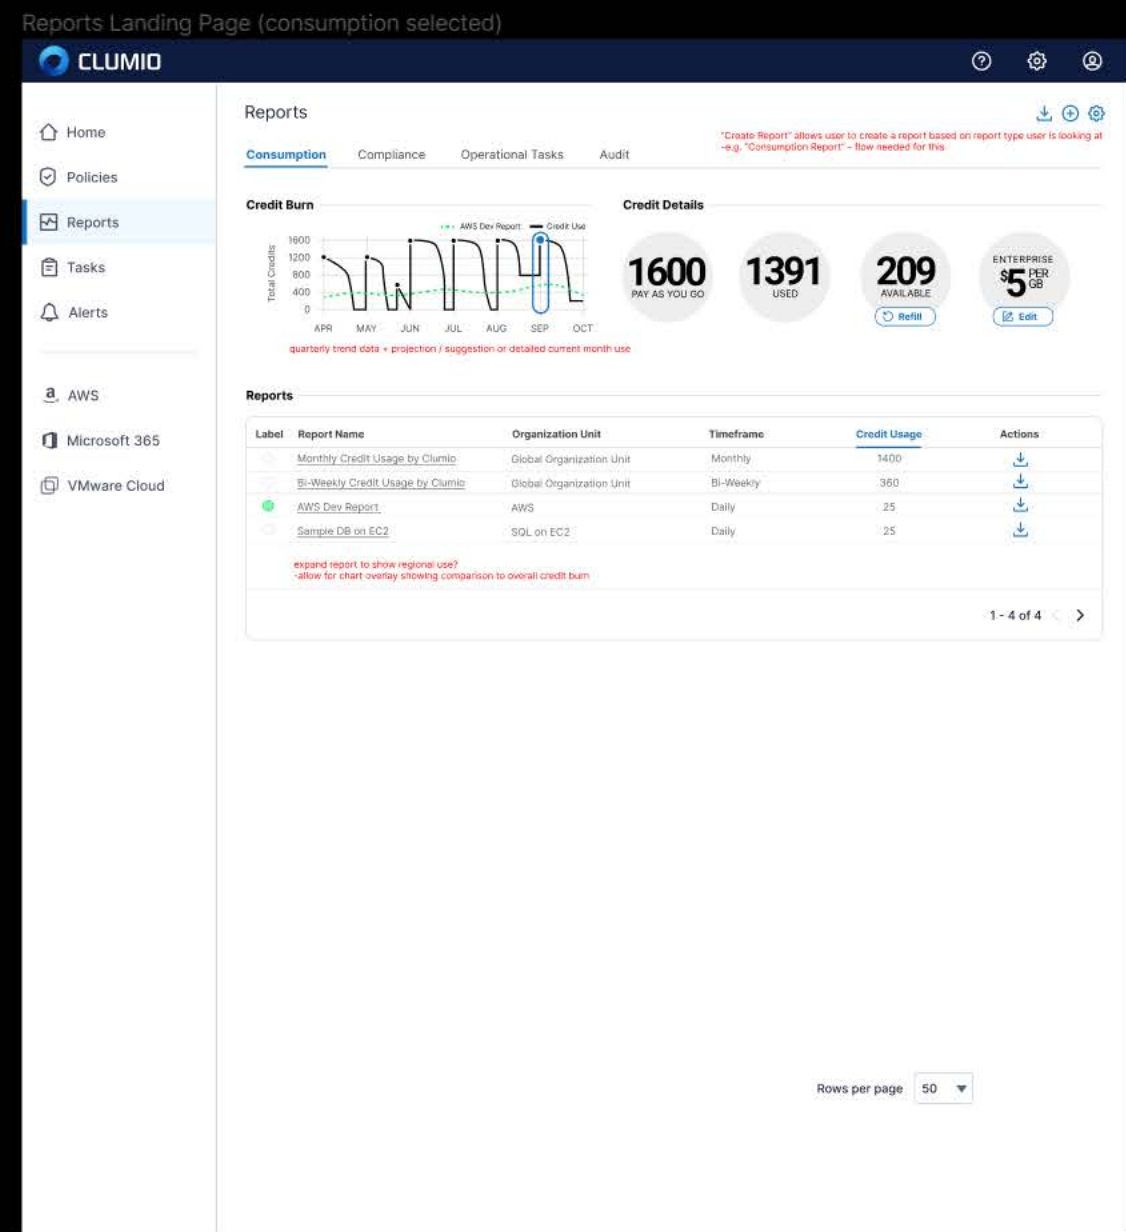 Reports Landing Page (consumption selected)
CLUMIO
Home
Policies
Reports
Tasks
Alerts
a AWS
Microsoft 365
VMware Cloud
Reports
"Create Report" allows user to create a report based on report type user is looking at
-e.g. "Consumption Report" - flow needed for this
Consumption Compliance Operational Tasks Audit
Credit Burn
AWS Dev Report Credit Use
Total Credits
1600
1200
800
400
0
APR MAY JUN JUL AUG SEP OCT
quarterly trend data + projection / suggestion or detailed current month use
Credit Details
1600
PAY AS YOU GO
1391
USED
209
AVAILABLE
Refill
ENTERPRISE
$5 PER GB
Edit
Reports
Label Report Name Organization Unit Timeframe Credit Usage Actions
Monthly Credit Usage by Clumio Global Organization Unit Monthly 1400
Bi-Weekly Credit Usage by Clumio Global Organization Unit Bi-Weekly 360
AWS Dev Report AWS Daily 25
Sample DB on EC2 SQL on EC2 Daily 25
expand report to show regional use?
-allow for chart overlay showing comparison to overall credit burn
1 - 4 of 4
Rows per page 50